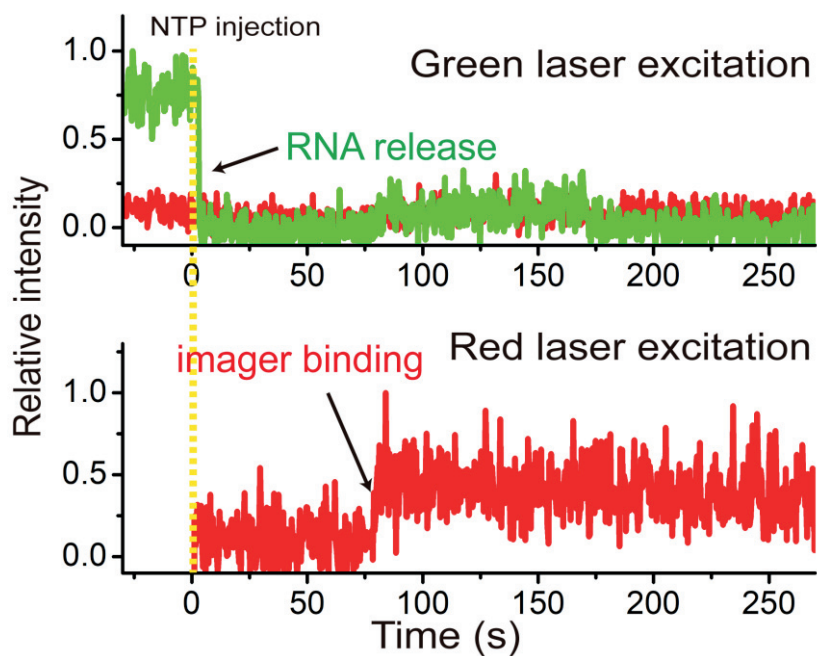 NTP injection
Green laser excitation
RNA release
1.0
0.5
0.0
0 50 100 150 200 250
Relative intensity
Red laser excitation
imager binding
1.0
0.5
0.0
0 50 100 150 200 250
Time (s)